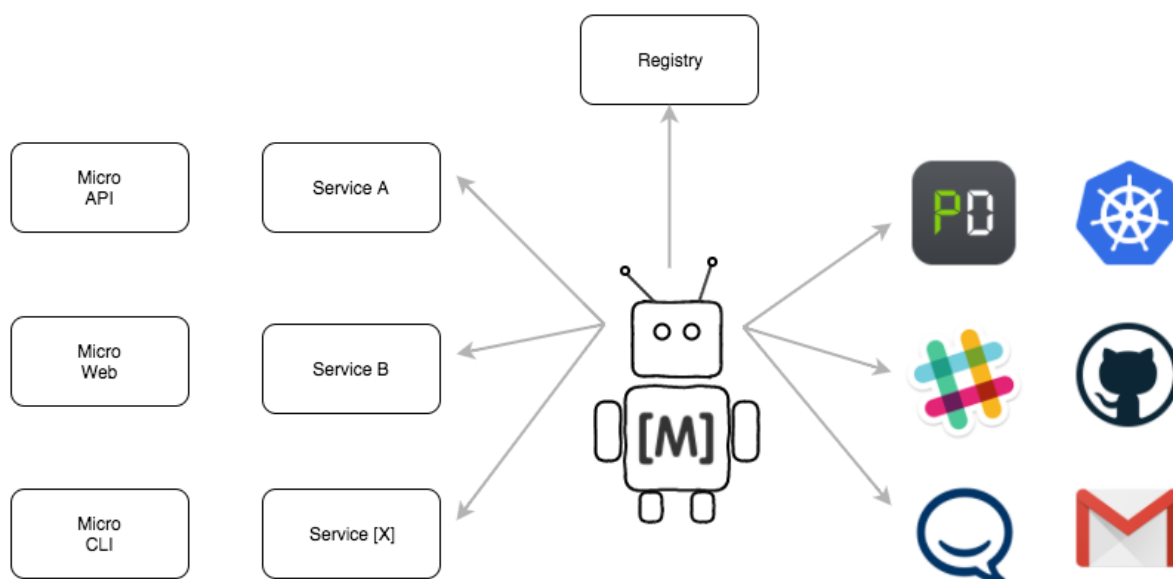 Registry
Micro
API
Service A
PD
Micro
Web
Service B
[M]
Micro
CLI
Service [X]